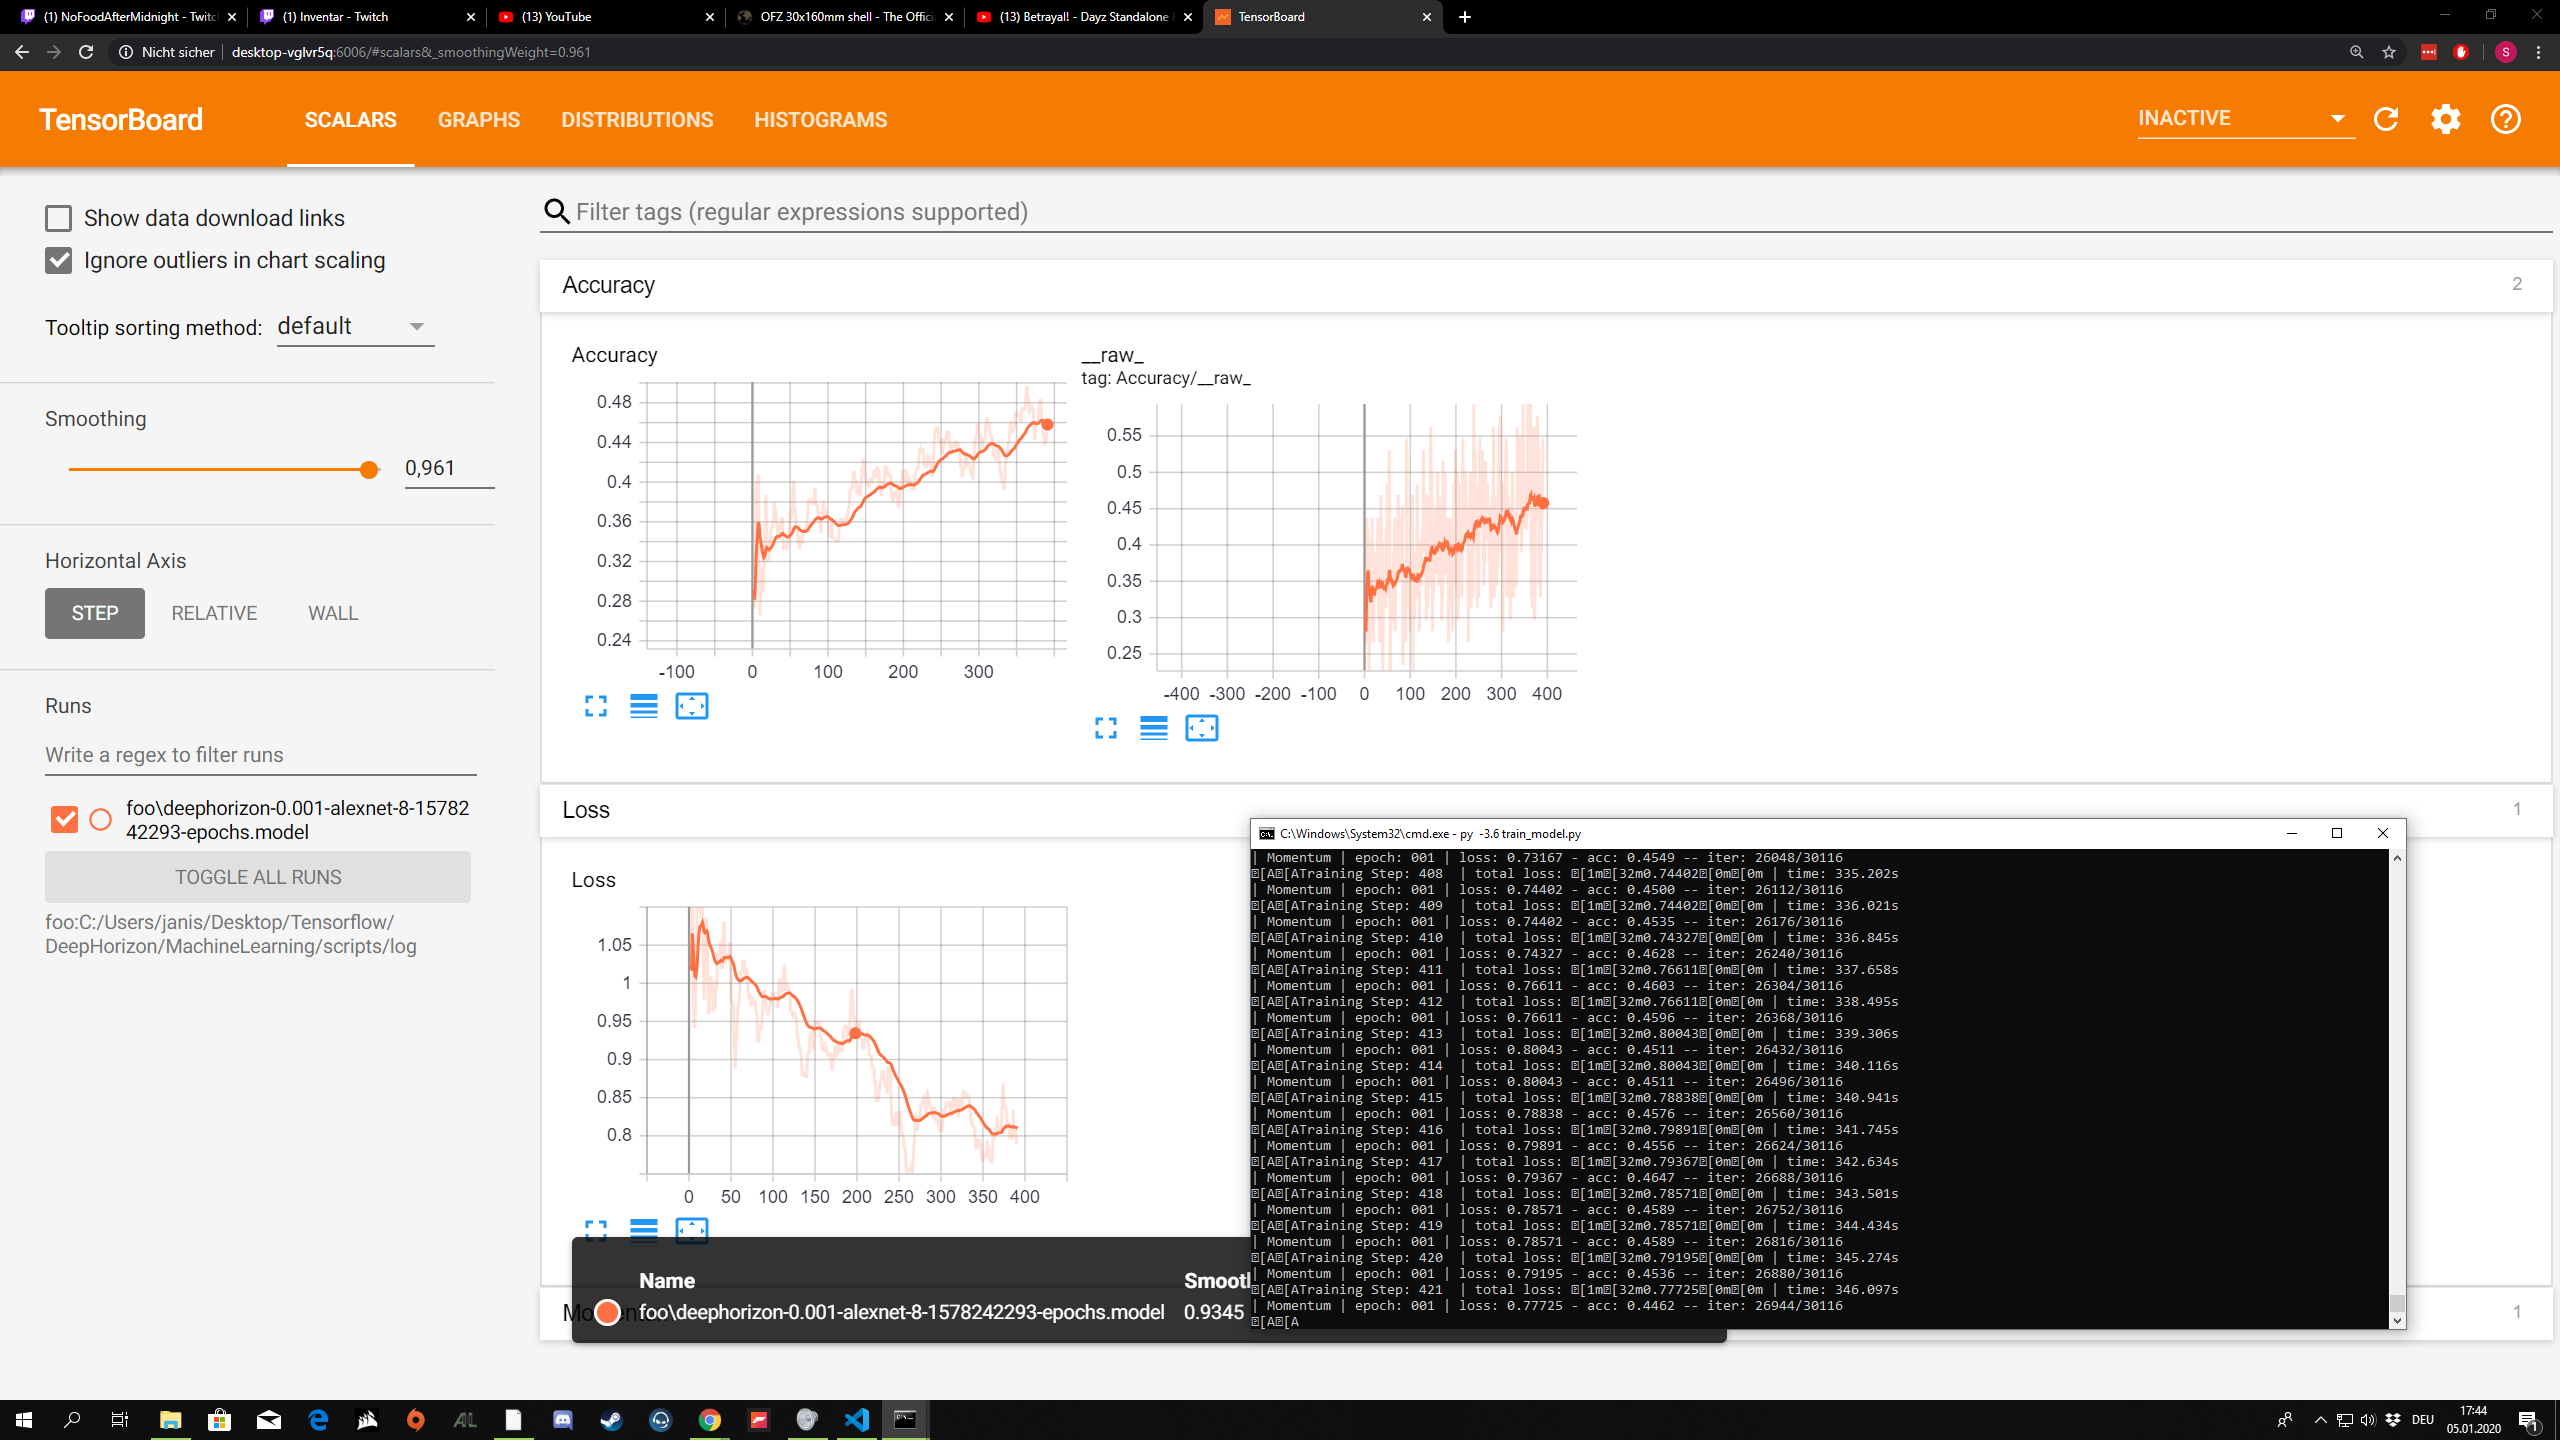 (1) NoFoodAfterMidnight - Twitc
(1) Inventar - Twitch
(13) YouTube
OFZ 30x160mm shell - The Offici
(13) Betrayal! - Dayz Standalone
TensorBoard
Nicht sicher
desktop-vglvr5q:6006/#scalars&_smoothingWeight=0.961
S
TensorBoard
SCALARS
GRAPHS
DISTRIBUTIONS
HISTOGRAMS
INACTIVE
Show data download links
Ignore outliers in chart scaling
Tooltip sorting method: default
Smoothing
0,961
Horizontal Axis
STEP
RELATIVE
WALL
Runs
Write a regex to filter runs
foo\deephorizon-0.001-alexnet-8-15782
42293-epochs.model
TOGGLE ALL RUNS
foo:C:/Users/janis/Desktop/Tensorflow/
DeepHorizon/MachineLearning/scripts/log
Filter tags (regular expressions supported)
Accuracy
2
Accuracy
0.48
0.44
0.4
0.36
0.32
0.28
0.24
-100 0 100 200 300
__raw_
tag: Accuracy/__raw_
0.55
0.5
0.45
0.4
0.35
0.3
0.25
-400 -300 -200 -100 0 100 200 300 400
Loss
1
Loss
1.05
1
0.95
0.9
0.85
0.8
0 50 100 150 200 250 300 350 400
Name
foo\deephorizon-0.001-alexnet-8-1578242293-epochs.model
0.9345
1
C:\Windows\System32\cmd.exe - py -3.6 train_model.py
| Momentum | epoch: 001 | loss: 0.73167 - acc: 0.4549 -- iter: 26048/30116
[A[ATraining Step: 408 | total loss: [1m[32m0.74402[0m[0m | time: 335.202s
| Momentum | epoch: 001 | loss: 0.74402 - acc: 0.4500 -- iter: 26112/30116
[A[ATraining Step: 409 | total loss: [1m[32m0.74402[0m[0m | time: 336.021s
| Momentum | epoch: 001 | loss: 0.74402 - acc: 0.4535 -- iter: 26176/30116
[A[ATraining Step: 410 | total loss: [1m[32m0.74327[0m[0m | time: 336.845s
| Momentum | epoch: 001 | loss: 0.74327 - acc: 0.4628 -- iter: 26240/30116
[A[ATraining Step: 411 | total loss: [1m[32m0.76611[0m[0m | time: 337.658s
| Momentum | epoch: 001 | loss: 0.76611 - acc: 0.4603 -- iter: 26304/30116
[A[ATraining Step: 412 | total loss: [1m[32m0.76611[0m[0m | time: 338.495s
| Momentum | epoch: 001 | loss: 0.76611 - acc: 0.4596 -- iter: 26368/30116
[A[ATraining Step: 413 | total loss: [1m[32m0.80043[0m[0m | time: 339.306s
| Momentum | epoch: 001 | loss: 0.80043 - acc: 0.4511 -- iter: 26432/30116
[A[ATraining Step: 414 | total loss: [1m[32m0.80043[0m[0m | time: 340.116s
| Momentum | epoch: 001 | loss: 0.80043 - acc: 0.4511 -- iter: 26496/30116
[A[ATraining Step: 415 | total loss: [1m[32m0.78838[0m[0m | time: 340.941s
| Momentum | epoch: 001 | loss: 0.78838 - acc: 0.4576 -- iter: 26560/30116
[A[ATraining Step: 416 | total loss: [1m[32m0.79891[0m[0m | time: 341.745s
| Momentum | epoch: 001 | loss: 0.79891 - acc: 0.4556 -- iter: 26624/30116
[A[ATraining Step: 417 | total loss: [1m[32m0.79367[0m[0m | time: 342.634s
| Momentum | epoch: 001 | loss: 0.79367 - acc: 0.4647 -- iter: 26688/30116
[A[ATraining Step: 418 | total loss: [1m[32m0.78571[0m[0m | time: 343.501s
| Momentum | epoch: 001 | loss: 0.78571 - acc: 0.4589 -- iter: 26752/30116
[A[ATraining Step: 419 | total loss: [1m[32m0.78571[0m[0m | time: 344.434s
| Momentum | epoch: 001 | loss: 0.78571 - acc: 0.4589 -- iter: 26816/30116
[A[ATraining Step: 420 | total loss: [1m[32m0.79195[0m[0m | time: 345.274s
| Momentum | epoch: 001 | loss: 0.79195 - acc: 0.4536 -- iter: 26880/30116
[A[ATraining Step: 421 | total loss: [1m[32m0.77725[0m[0m | time: 346.097s
| Momentum | epoch: 001 | loss: 0.77725 - acc: 0.4462 -- iter: 26944/30116
[A[A
DEU
17:44
05.01.2020
1